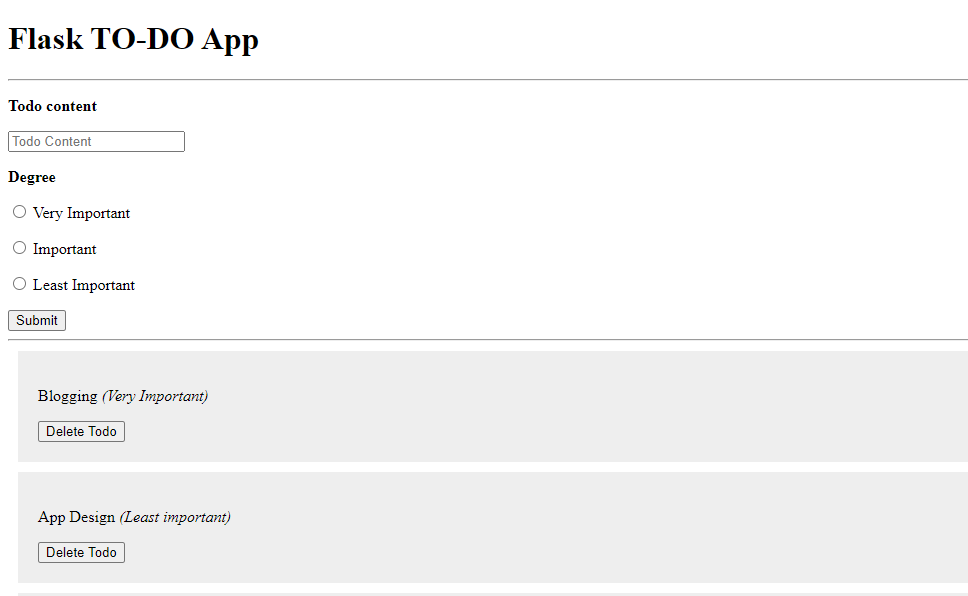 Flask TO-DO App
Todo content
Todo Content
Degree
Very Important
Important
Least Important
Submit
Blogging (Very Important)
Delete Todo
App Design (Least important)
Delete Todo